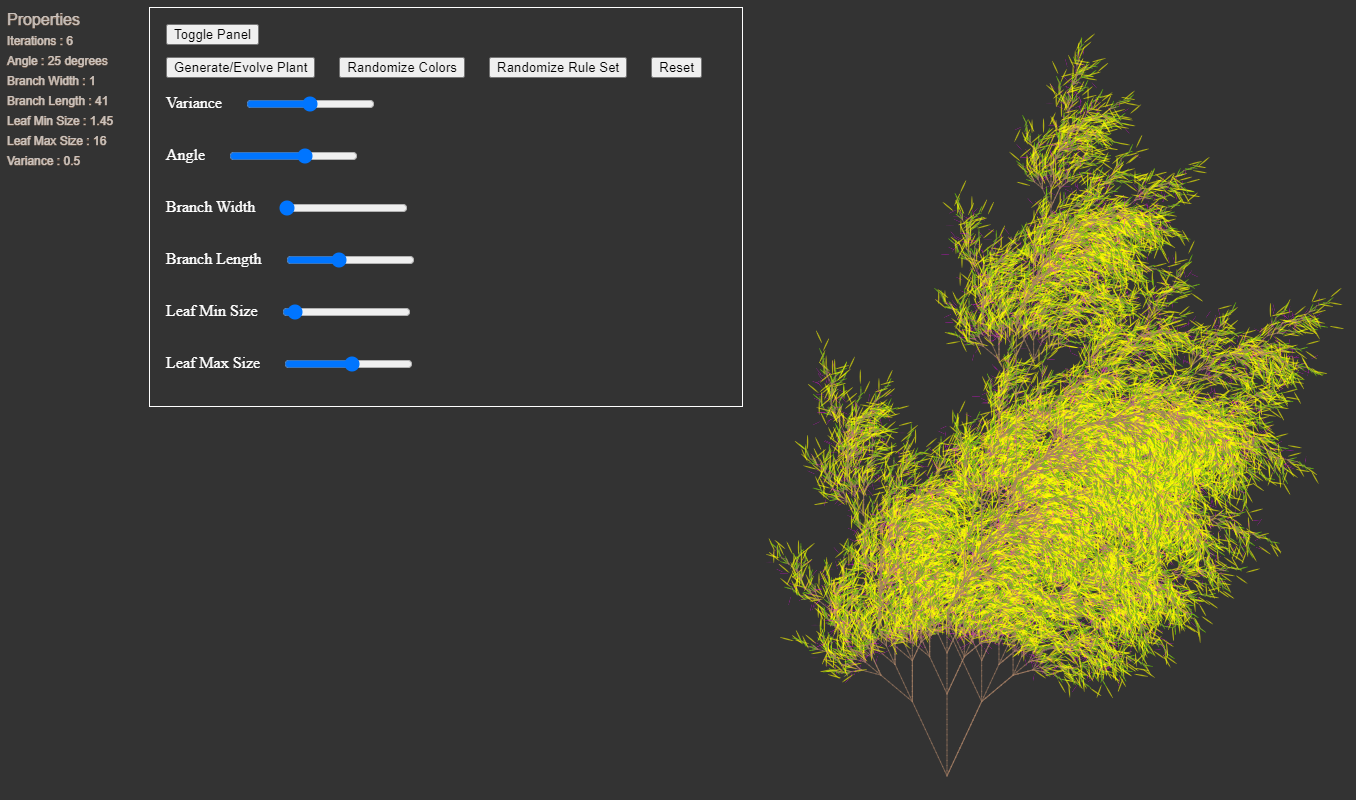 Properties
Iterations : 6
Angle : 25 degrees
Branch Width : 1
Branch Length : 41
Leaf Min Size : 1.45
Leaf Max Size : 16
Variance : 0.5
Toggle Panel
Generate/Evolve Plant Randomize Colors Randomize Rule Set Reset
Variance
Angle
Branch Width
Branch Length
Leaf Min Size
Leaf Max Size